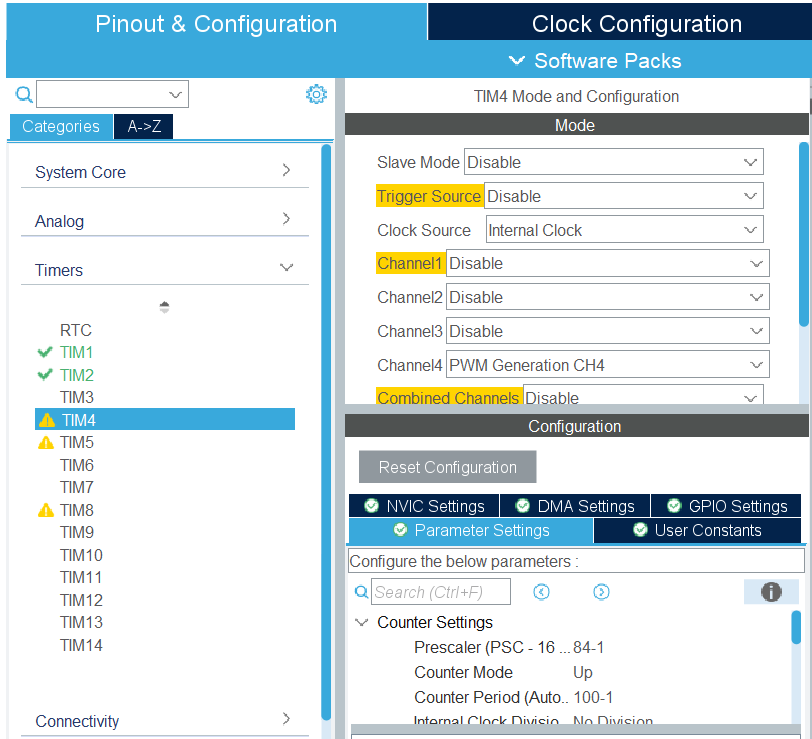 Pinout & Configuration
Clock Configuration
Software Packs
Categories
A->Z
System Core
Analog
Timers
RTC
TIM1
TIM2
TIM3
TIM4
TIM5
TIM6
TIM7
TIM8
TIM9
TIM10
TIM11
TIM12
TIM13
TIM14
Connectivity
TIM4 Mode and Configuration
Mode
Slave Mode Disable
Trigger Source Disable
Clock Source Internal Clock
Channel1 Disable
Channel2 Disable
Channel3 Disable
Channel4 PWM Generation CH4
Combined Channels Disable
Configuration
Reset Configuration
NVIC Settings
DMA Settings
GPIO Settings
Parameter Settings
User Constants
Configure the below parameters :
Search (Ctrl+F)
Counter Settings
Prescaler (PSC - 16 ... 84-1
Counter Mode Up
Counter Period (Auto.. 100-1
Internal Clock Divisio.. No Division